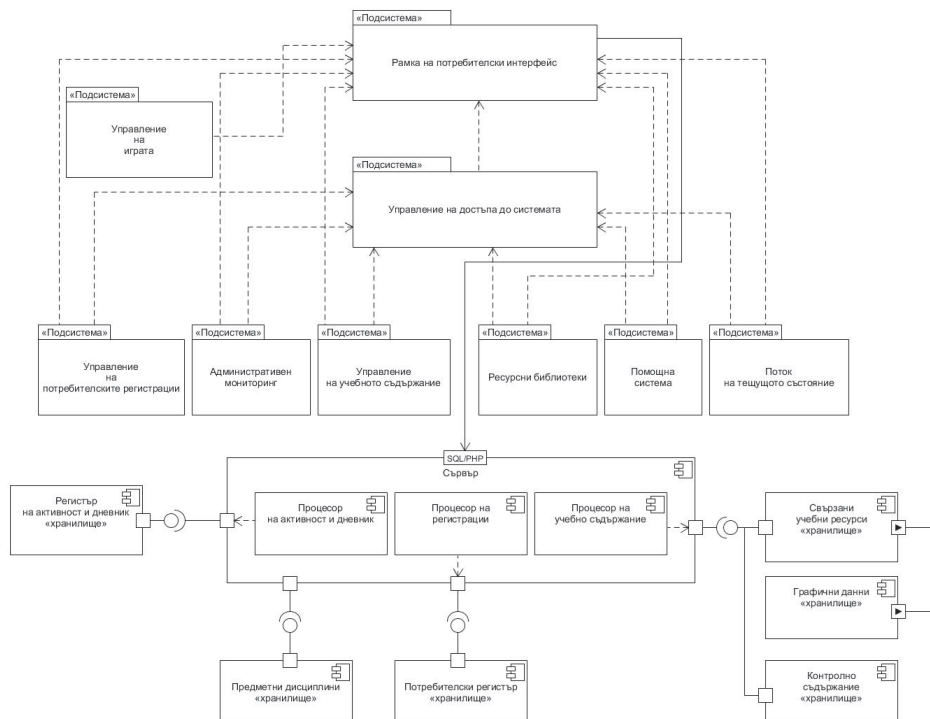 «Подсистема»
Рамка на потребителски интерфейс
«Подсистема»
Управление
на
играта
«Подсистема»
Управление на достъпа до системата
«Подсистема»
Управление
на
потребителските регистрации
«Подсистема»
Административен
мониторинг
«Подсистема»
Управление
на учебното съдържание
«Подсистема»
Ресурсни библиотеки
«Подсистема»
Помощна
система
«Подсистема»
Поток
на тещущото състояние
SQL/PHP
Сървър
Регистър
на активност и дневник
«хранилище»
Процесор
на активност и дневник
Процесор на
регистрации
Процесор на
учебно съдържание
Свързани
учебни ресурси
«хранилище»
Графични данни
«хранилище»
Предметни дисциплини
«хранилище»
Потребителски регистър
«хранилище»
Контролно
съдържание
«хранилище»